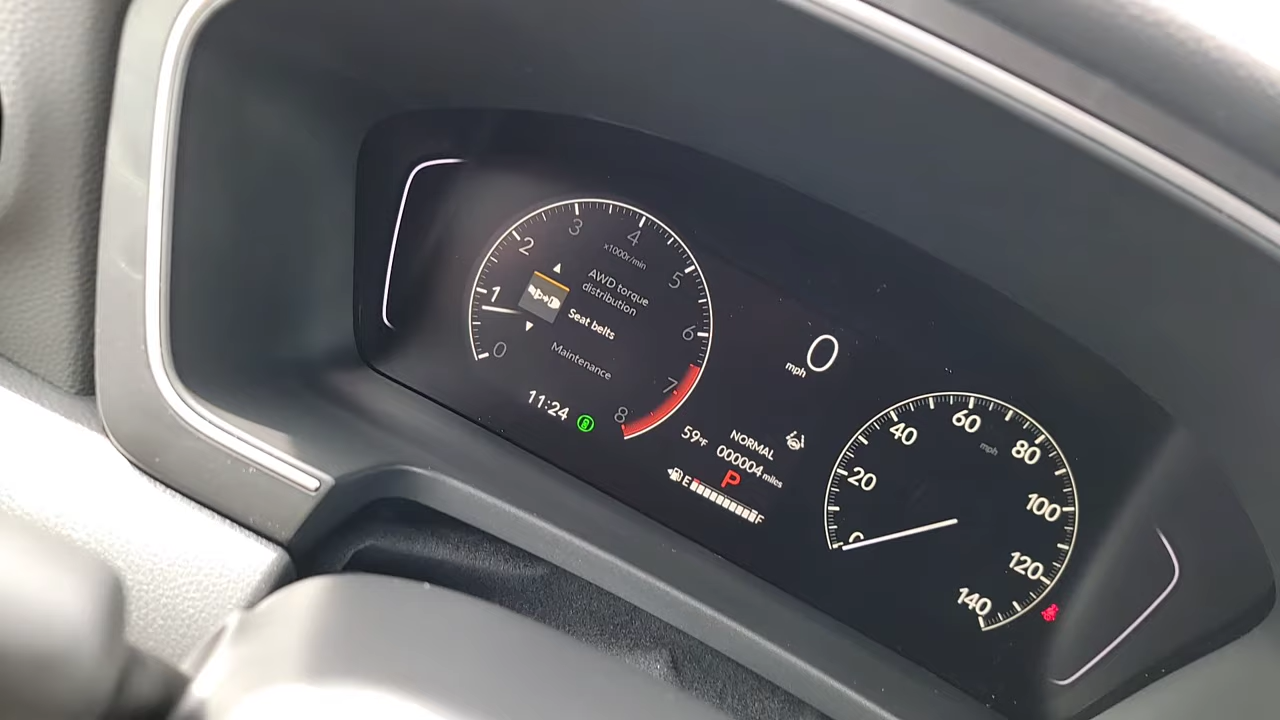 0
1
2
3
4
5
6
7
8
x1000r/min
AWD torque
distribution
Seat belts
Maintenance
11:24
mph
0
59°F
NORMAL
000004 miles
P
E
F
0
20
40
60
80
100
120
140
mph